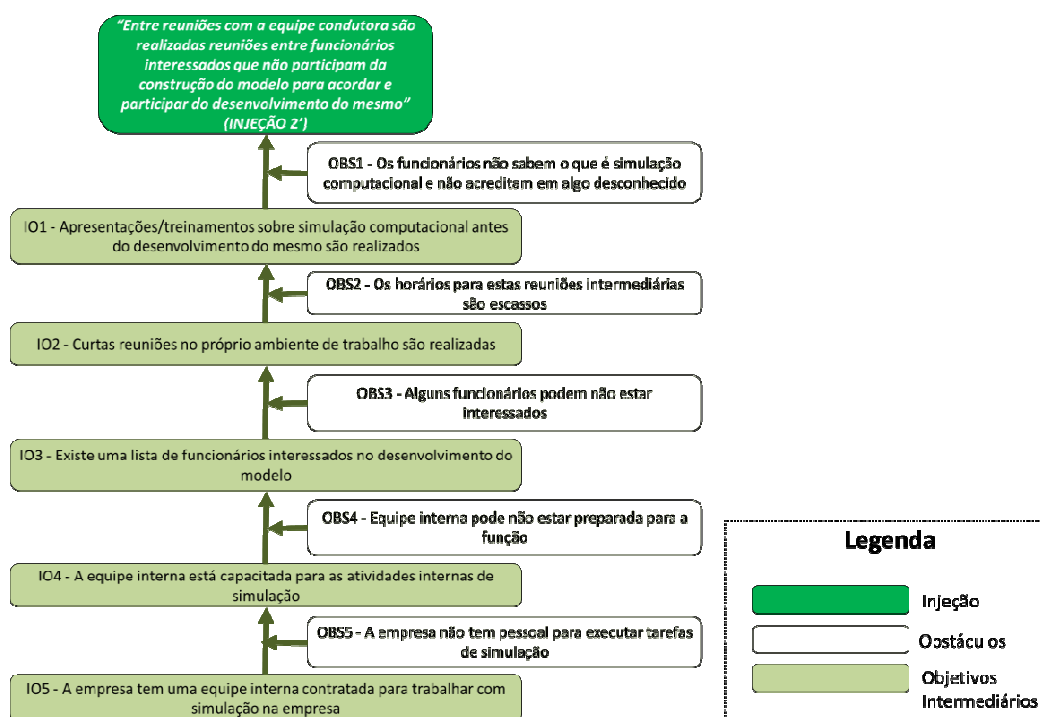 “Entre reuniões com a equipe condutora são
realizadas reuniões entre funcionários
interessados que não participam da
construção do modelo para acordar e
participar do desenvolvimento do mesmo”
(INJEÇÃO 2’)
OBS1 - Os funcionários não sabem o que é simulação
computacional e não acreditam em algo desconhecido
IO1 - Apresentações/treinamentos sobre simulação computacional antes
do desenvolvimento do mesmo são realizados
OBS2 - Os horários para estas reuniões intermediárias
são escassos
IO2 - Curtas reuniões no próprio ambiente de trabalho são realizadas
OBS3 - Alguns funcionários podem não estar
interessados
IO3 - Existe uma lista de funcionários interessados no desenvolvimento do
modelo
OBS4 - Equipe interna pode não estar preparada para a
função
IO4 - A equipe interna está capacitada para as atividades internas de
simulação
OBS5 - A empresa não tem pessoal para executar tarefas
de simulação
IO5 - A empresa tem uma equipe interna contratada para trabalhar com
simulação na empresa
Legenda
Injeção
Obstáculos
Objetivos
Intermediários